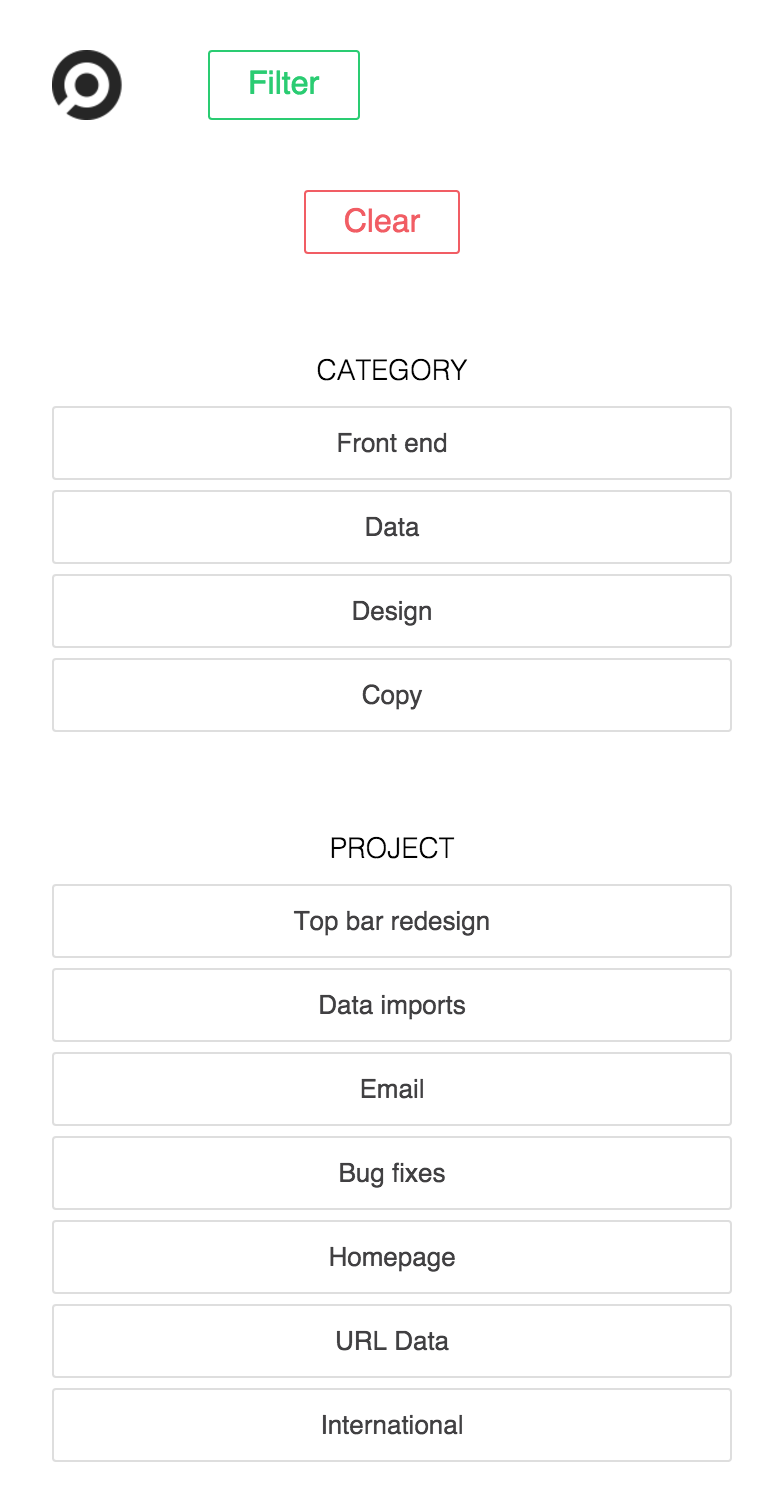 Filter
Clear
CATEGORY
Front end
Data
Design
Copy
PROJECT
Top bar redesign
Data imports
Email
Bug fixes
Homepage
URL Data
International